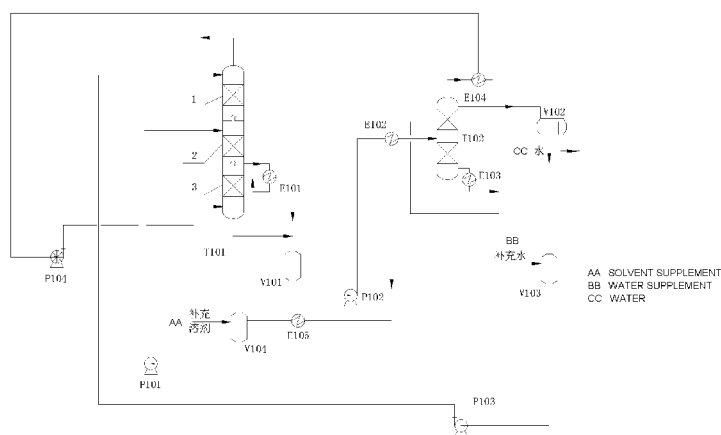 1
2
3
E101
T101
V101
P104
E102
E104
V102
T102
CC 水
E103
BB
补充水
V103
P102
AA 补充
溶剂
V104
E105
P101
P103
AA SOLVENT SUPPLEMENT
BB WATER SUPPLEMENT
CC WATER